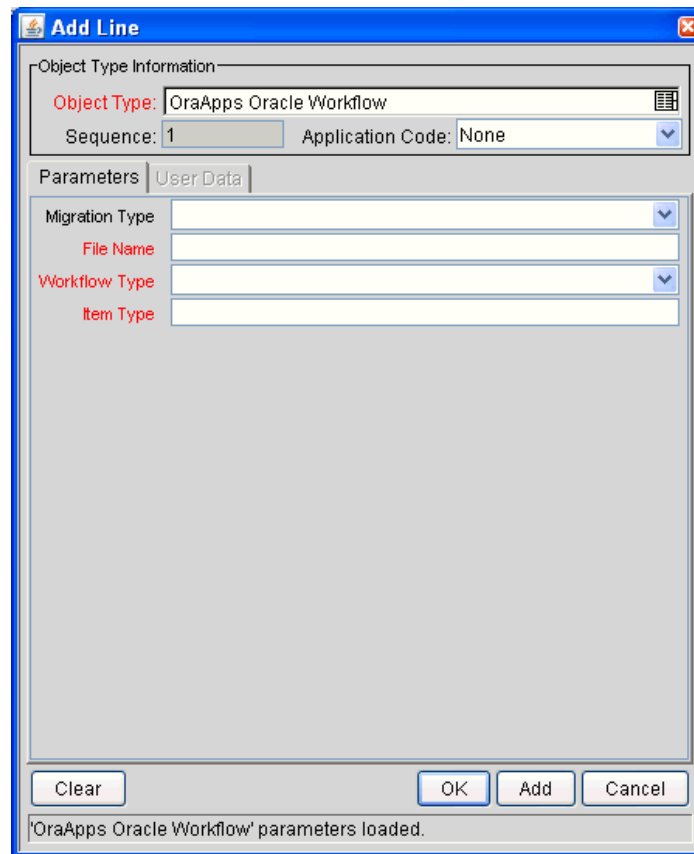 Add Line
Object Type Information
Object Type: OraApps Oracle Workflow
Sequence: 1 Application Code: None
Parameters User Data
Migration Type
File Name
Workflow Type
Item Type
Clear OK Add Cancel
'OraApps Oracle Workflow' parameters loaded.